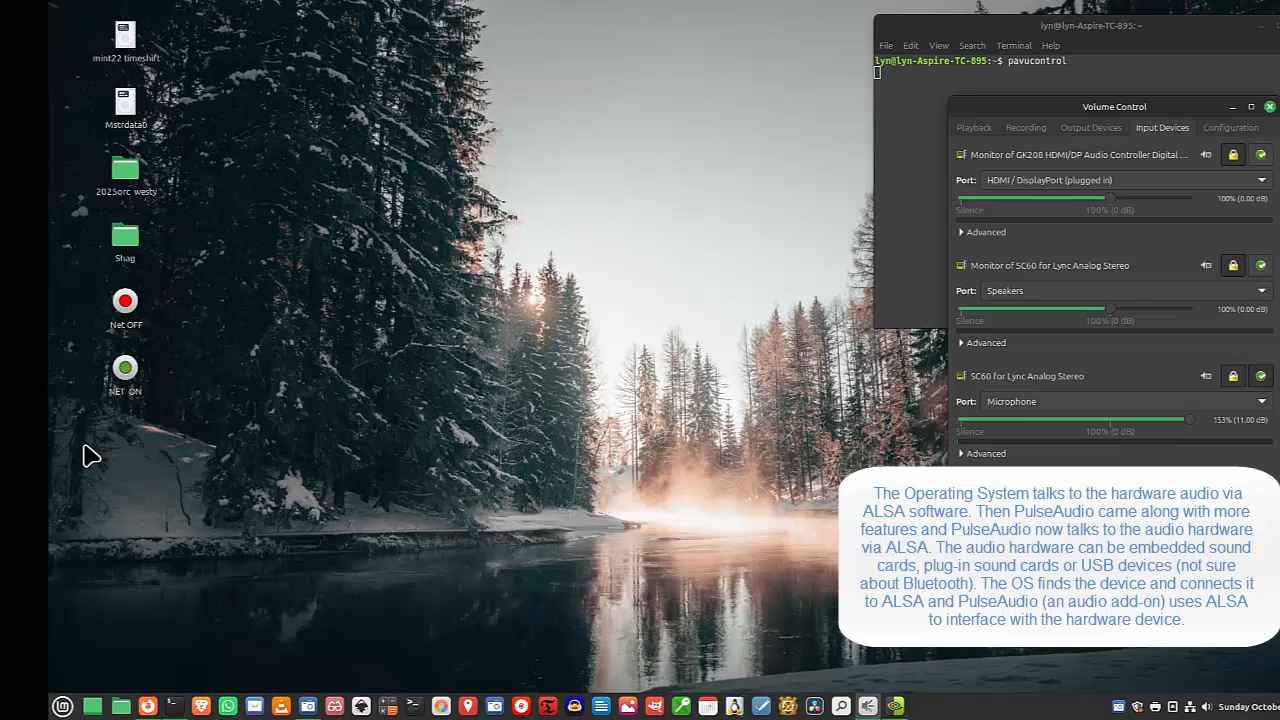 mint22 timeshift
Mstrdata0
2025orc_westy
Shag
Net OFF
NET ON
lyn@lyn-Aspire-TC-895: ~
File Edit View Search Terminal Help
lyn@lyn-Aspire-TC-895:~$ pavucontrol
Volume Control
Playback Recording Output Devices Input Devices Configuration
Monitor of GK208 HDMI/DP Audio Controller Digital ...
Port: HDMI / DisplayPort (plugged in)
100% (0.00 dB)
Silence 100% (0 dB)
Advanced
Monitor of SC60 for Lync Analog Stereo
Port: Speakers
100% (0.00 dB)
Silence 100% (0 dB)
Advanced
SC60 for Lync Analog Stereo
Port: Microphone
153% (11.00 dB)
Silence 100% (0 dB)
Advanced
The Operating System talks to the hardware audio via
ALSA software. Then PulseAudio came along with more
features and PulseAudio now talks to the audio hardware
via ALSA. The audio hardware can be embedded sound
cards, plug-in sound cards or USB devices (not sure
about Bluetooth). The OS finds the device and connects it
to ALSA and PulseAudio (an audio add-on) uses ALSA
to interface with the hardware device.
Sunday Octobe